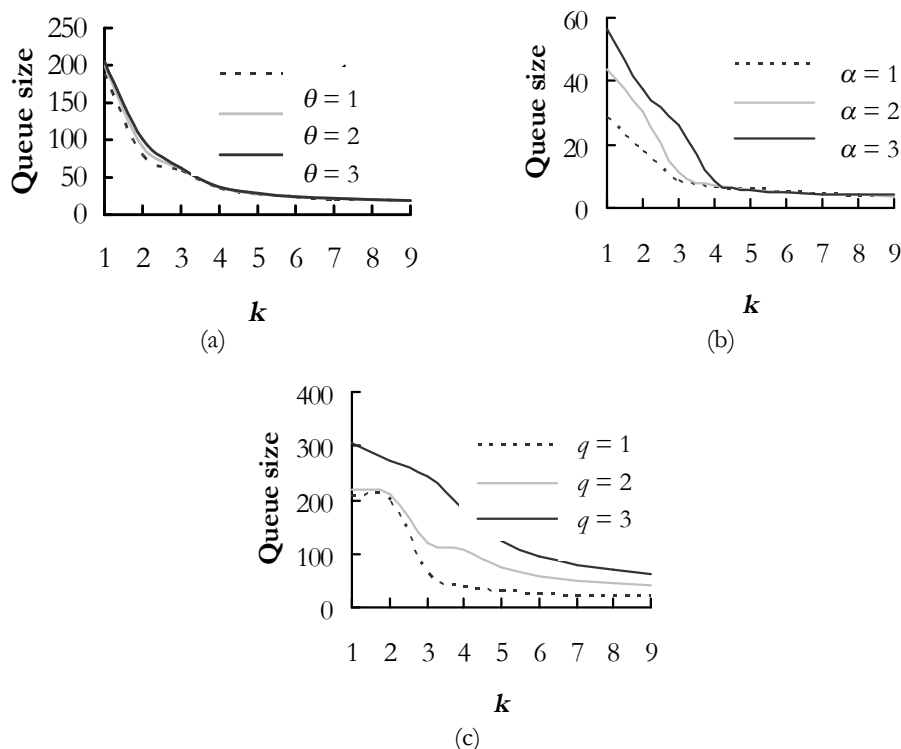 Queue size
250
200
150
100
50
0
θ = 1
θ = 2
θ = 3
1 2 3 4 5 6 7 8 9
k
(a)
Queue size
60
40
20
0
α = 1
α = 2
α = 3
1 2 3 4 5 6 7 8 9
k
(b)
Queue size
400
300
200
100
0
q = 1
q = 2
q = 3
1 2 3 4 5 6 7 8 9
k
(c)